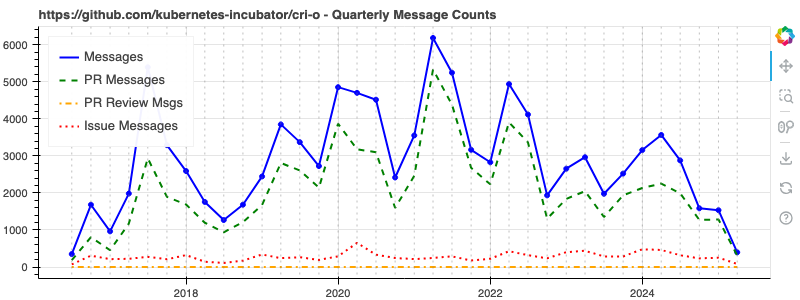 https://github.com/kubernetes-incubator/cri-o - Quarterly Message Counts
6000
5000
4000
3000
2000
1000
0
Messages
PR Messages
PR Review Msgs
Issue Messages
2018
2020
2022
2024